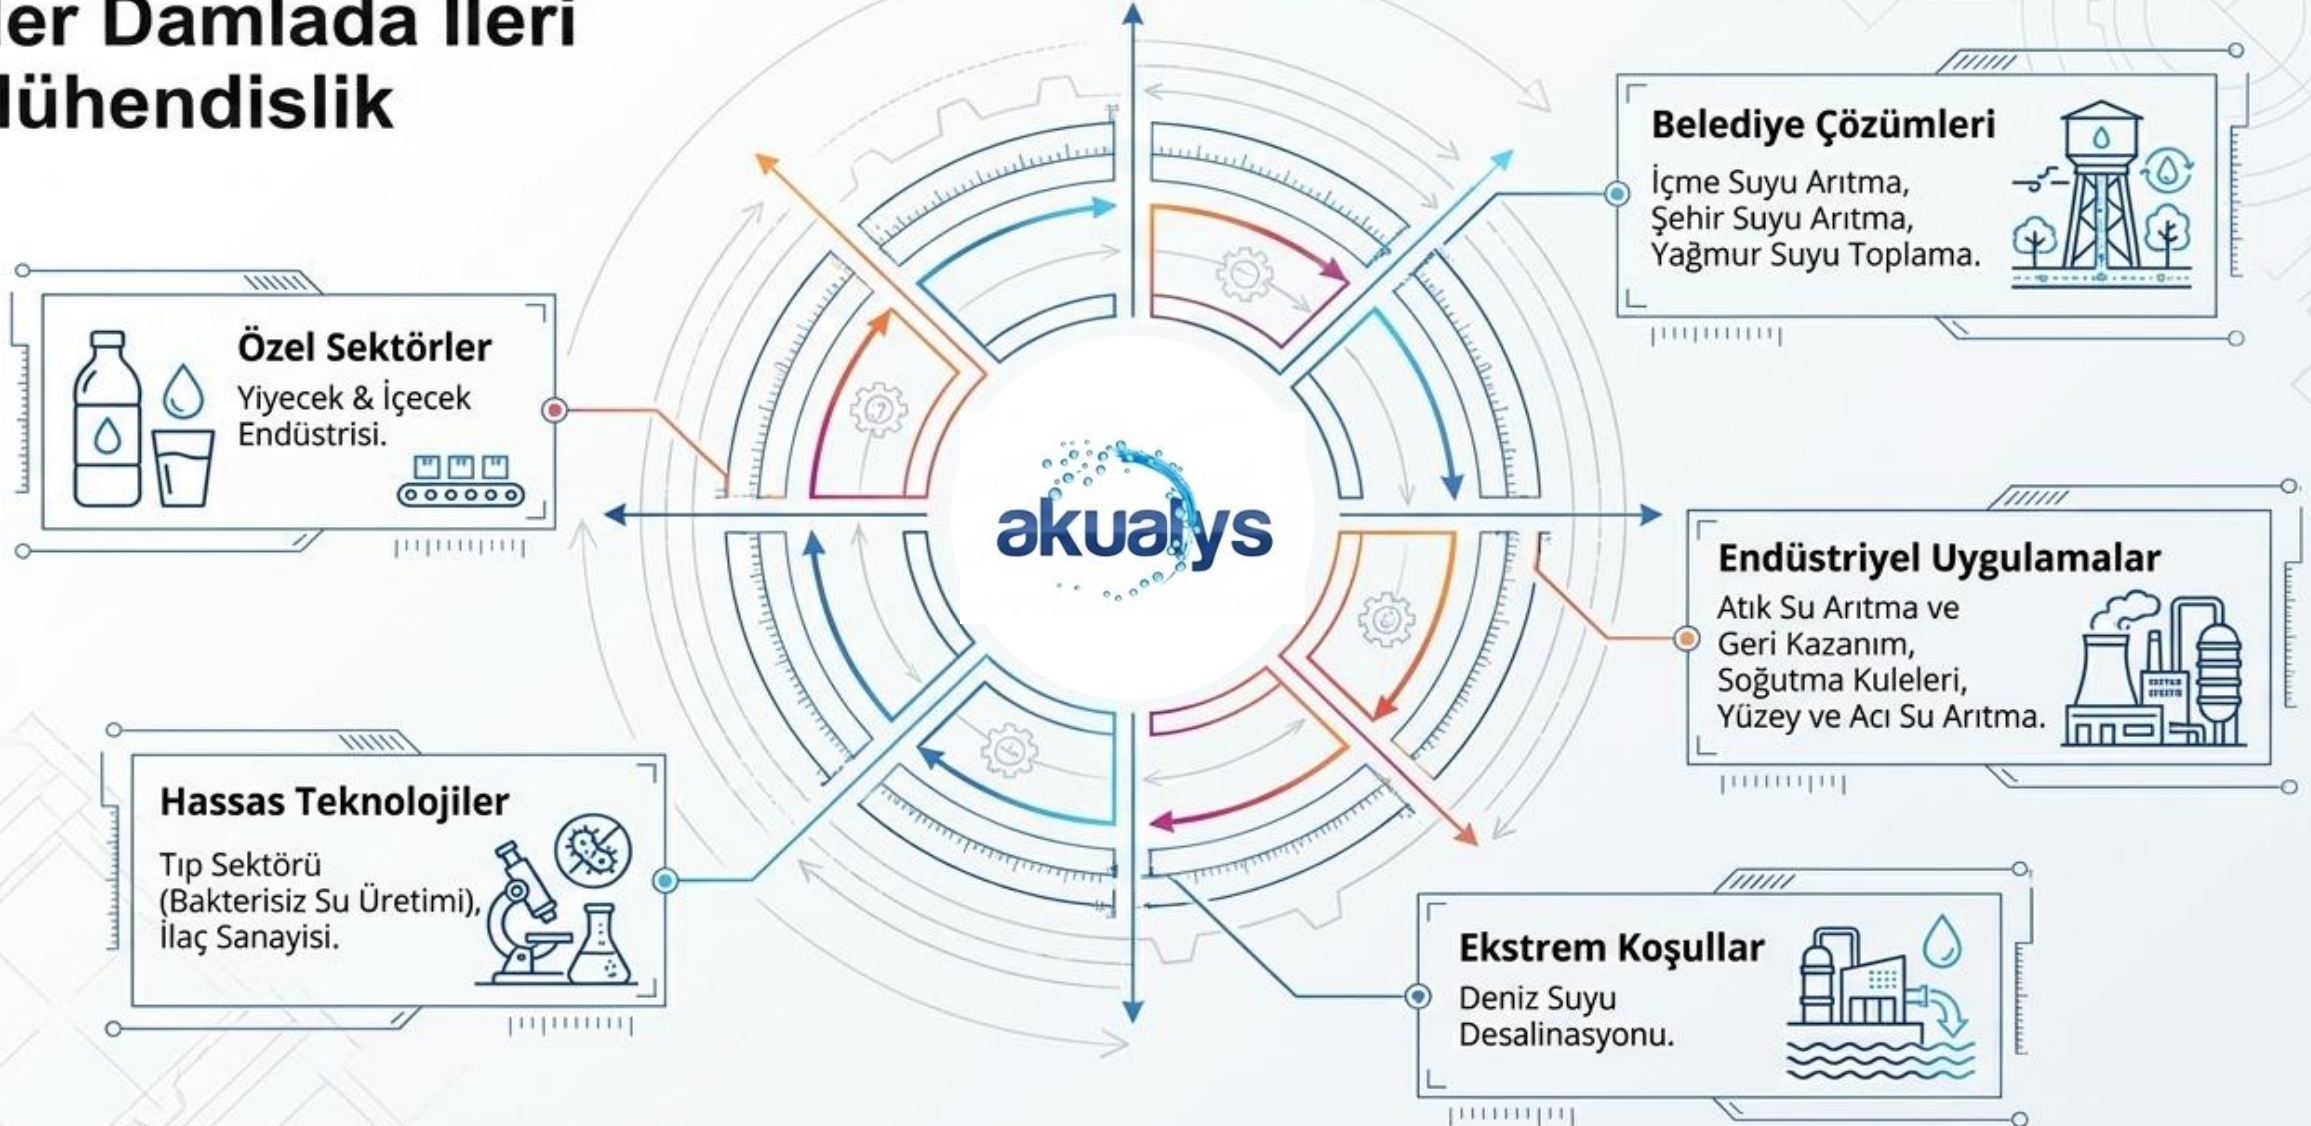 er Damlada İleri
ühendislik
Belediye Çözümleri
İçme Suyu Arıtma,
Şehir Suyu Arıtma,
Yağmur Suyu Toplama.
Özel Sektörler
Yiyecek & İçecek
Endüstrisi.
akualys
Endüstriyel Uygulamalar
Atık Su Arıtma ve
Geri Kazanım,
Soğutma Kuleleri,
Yüzey ve Acı Su Arıtma.
Hassas Teknolojiler
Tıp Sektörü
(Bakterisiz Su Üretimi),
İlaç Sanayisi.
Ekstrem Koşullar
Deniz Suyu
Desalinasyonu.